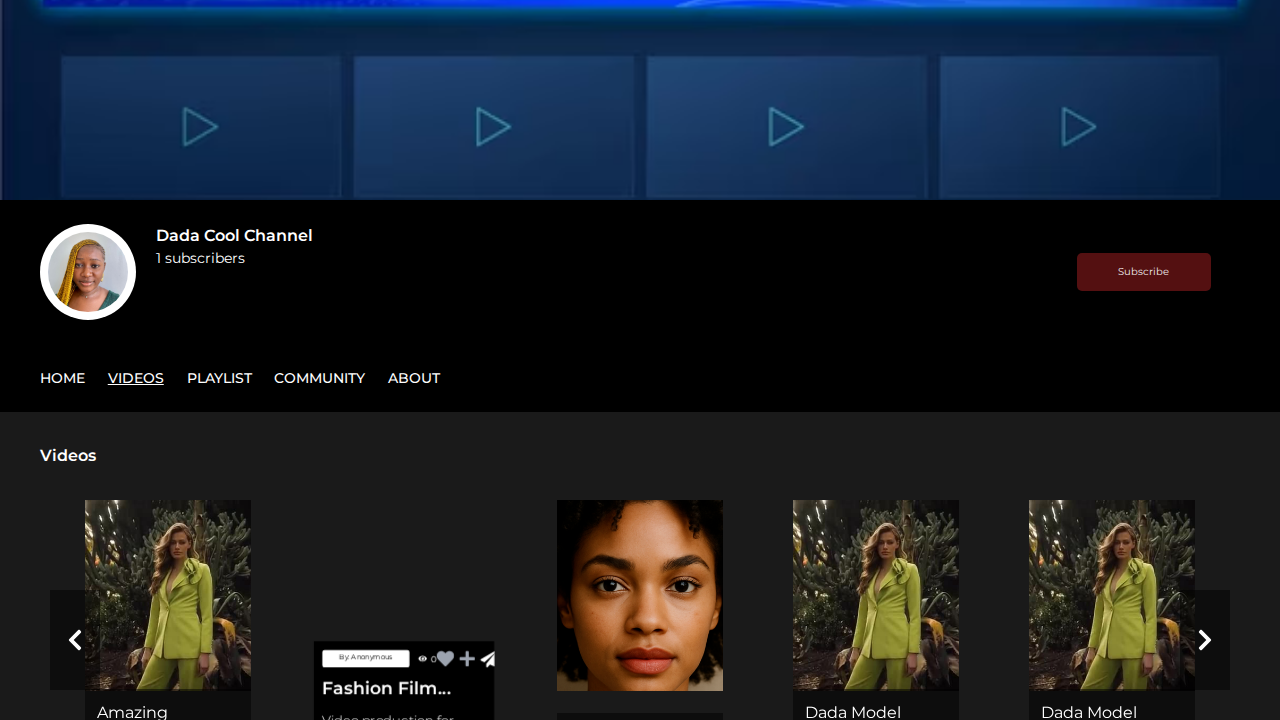 Dada Cool Channel
1 subscribers
Subscribe
HOME VIDEOS PLAYLIST COMMUNITY ABOUT
Videos
By: Anonymous 0
Fashion Film...
Video production for
Amazing
Dada Model
Dada Model